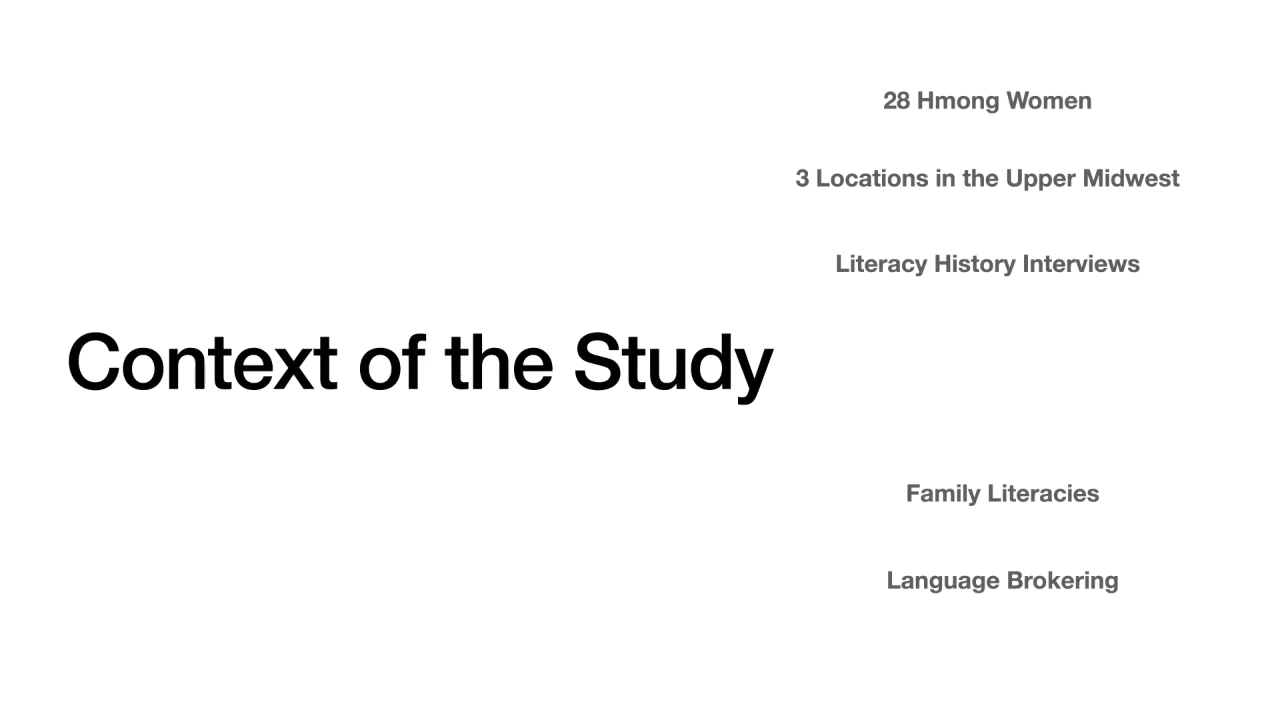 28 Hmong Women
3 Locations in the Upper Midwest
Literacy History Interviews
Context of the Study
Family Literacies
Language Brokering